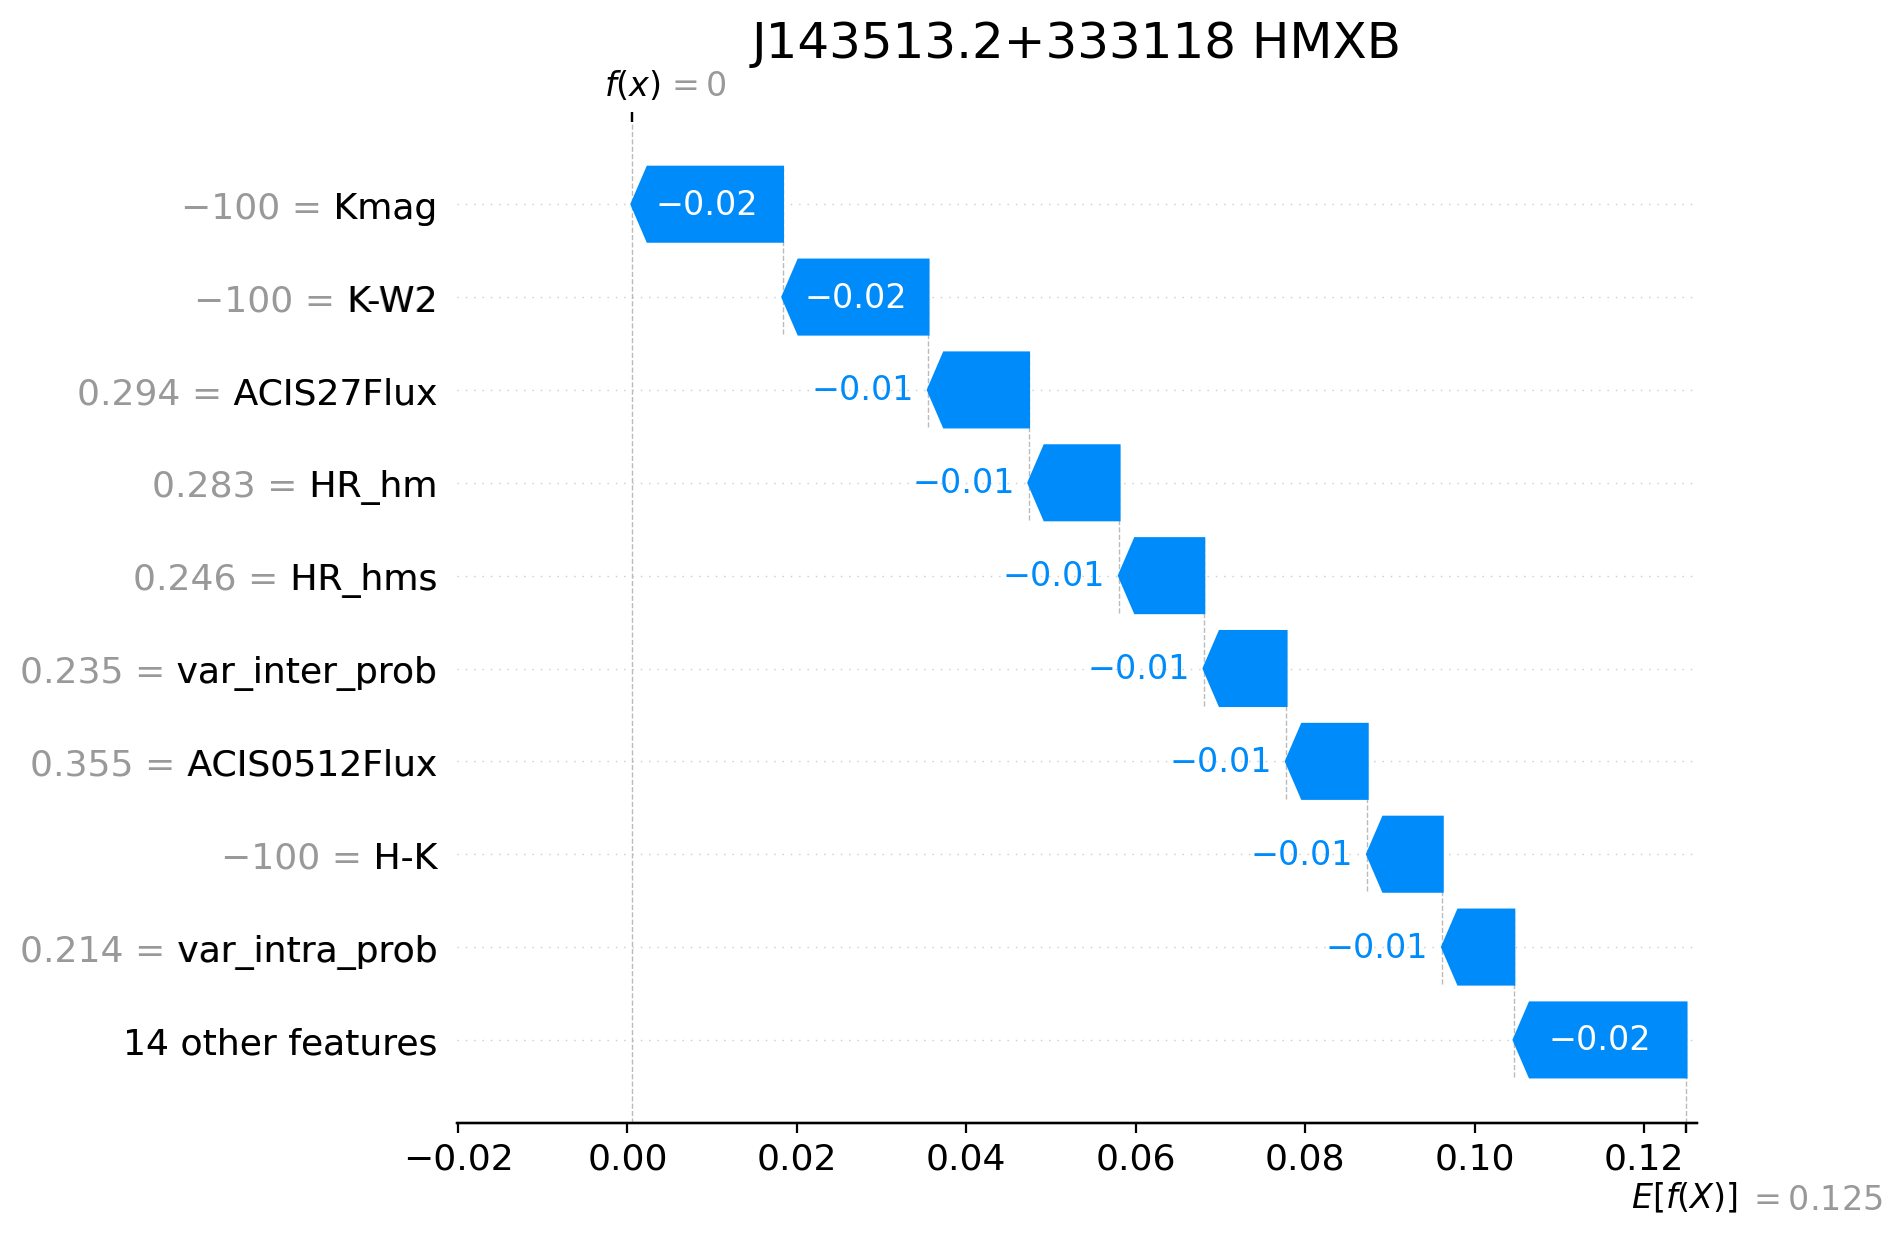 J143513.2+333118 HMXB
f(x) = 0
−100 = Kmag −0.02
−100 = K-W2 −0.02
0.294 = ACIS27Flux −0.01
0.283 = HR_hm −0.01
0.246 = HR_hms −0.01
0.235 = var_inter_prob −0.01
0.355 = ACIS0512Flux −0.01
−100 = H-K −0.01
0.214 = var_intra_prob −0.01
14 other features −0.02
−0.02 0.00 0.02 0.04 0.06 0.08 0.10 0.12
E[f(X)] = 0.125